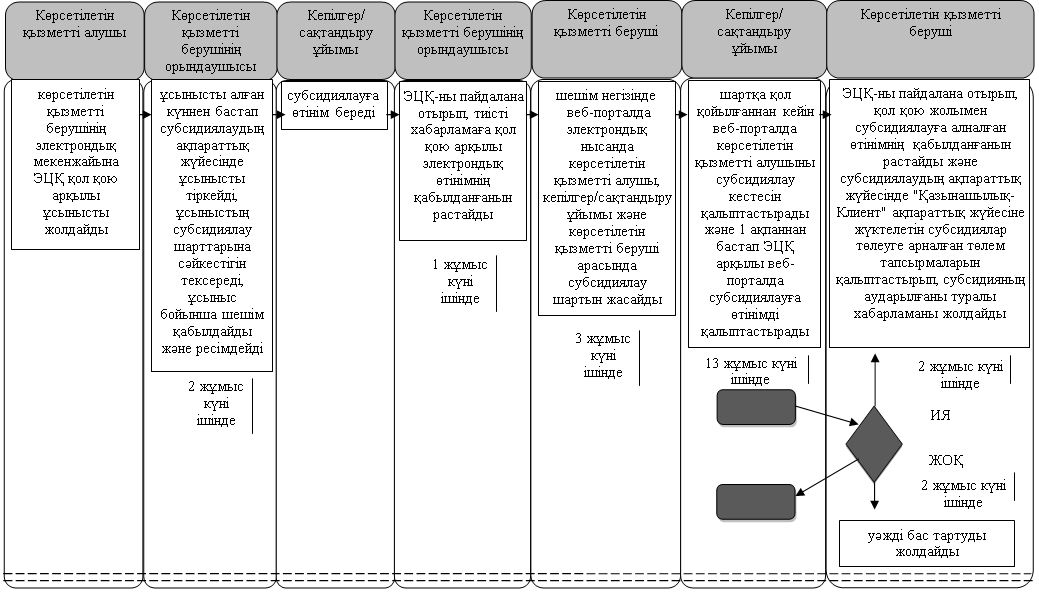 Көрсетілетін
қызметті алушы
Көрсетілетін
қызметті
берушінің
орындаушысы
Кепілгер/
сақтандыру
ұйымы
Көрсетілетін
қызметті берушінің
орындаушысы
Көрсетілетін
қызметті беруші
Кепілгер/
сақтандыру
ұйымы
Көрсетілетін қызметті
беруші
көрсетілетін
қызметті
берушінің
электрондық
мекенжайына
ЭЦҚ қол қою
арқылы
ұсынысты
жолдайды
ұсынысты алған
күннен бастап
субсидиялаудың
ақпараттық
жүйесінде
ұсынысты
тіркейді,
ұсыныстың
субсидиялау
шарттарына
сәйкестігін
тексереді,
ұсыныс
бойынша шешім
қабылдайды
және ресімдейді
2 жұмыс
күні
ішінде
субсидиялауға
өтінім береді
ЭЦҚ-ны пайдалана
отырып, тиісті
хабарламаға қол
қою арқылы
электрондық
өтінімнің
қабылданғанын
растайды
1 жұмыс
күні
ішінде
шешім негізінде
веб-порталда
электрондық
нысанда
көрсетілетін
қызметті алушы,
кепілгер/сақтандыру
ұйымы және
көрсетілетін
қызметті беруші
арасында
субсидиялау
шартын жасайды
3 жұмыс
күні
ішінде
шартқа қол
қойылғаннан кейін
веб-порталда
көрсетілетін
қызметті алушыны
субсидиялау
кестесін
қалыптастырады
және 1 ақпаннан
бастап ЭЦҚ
арқылы веб-
порталда
субсидиялауға
өтінімді
қалыптастырады
13 жұмыс күні
ішінде
ЭЦҚ-ны пайдалана отырып,
қол қою жолымен
субсидиялауға алналған
өтінімнің қабылданғанын
растайды және
субсидиялаудың ақпараттық
жүйесінде "Қазынашылық-
Клиент" ақпараттық жүйесіне
жүктелетін субсидиялар
төлеуге арналған төлем
тапсырмаларын
қалыптастырып, субсидияның
аударылғаны туралы
хабарламаны жолдайды
2 жұмыс күні
ішінде
ИЯ
ЖОҚ
2 жұмыс күні
ішінде
уәжді бас тартуды
жолдайды